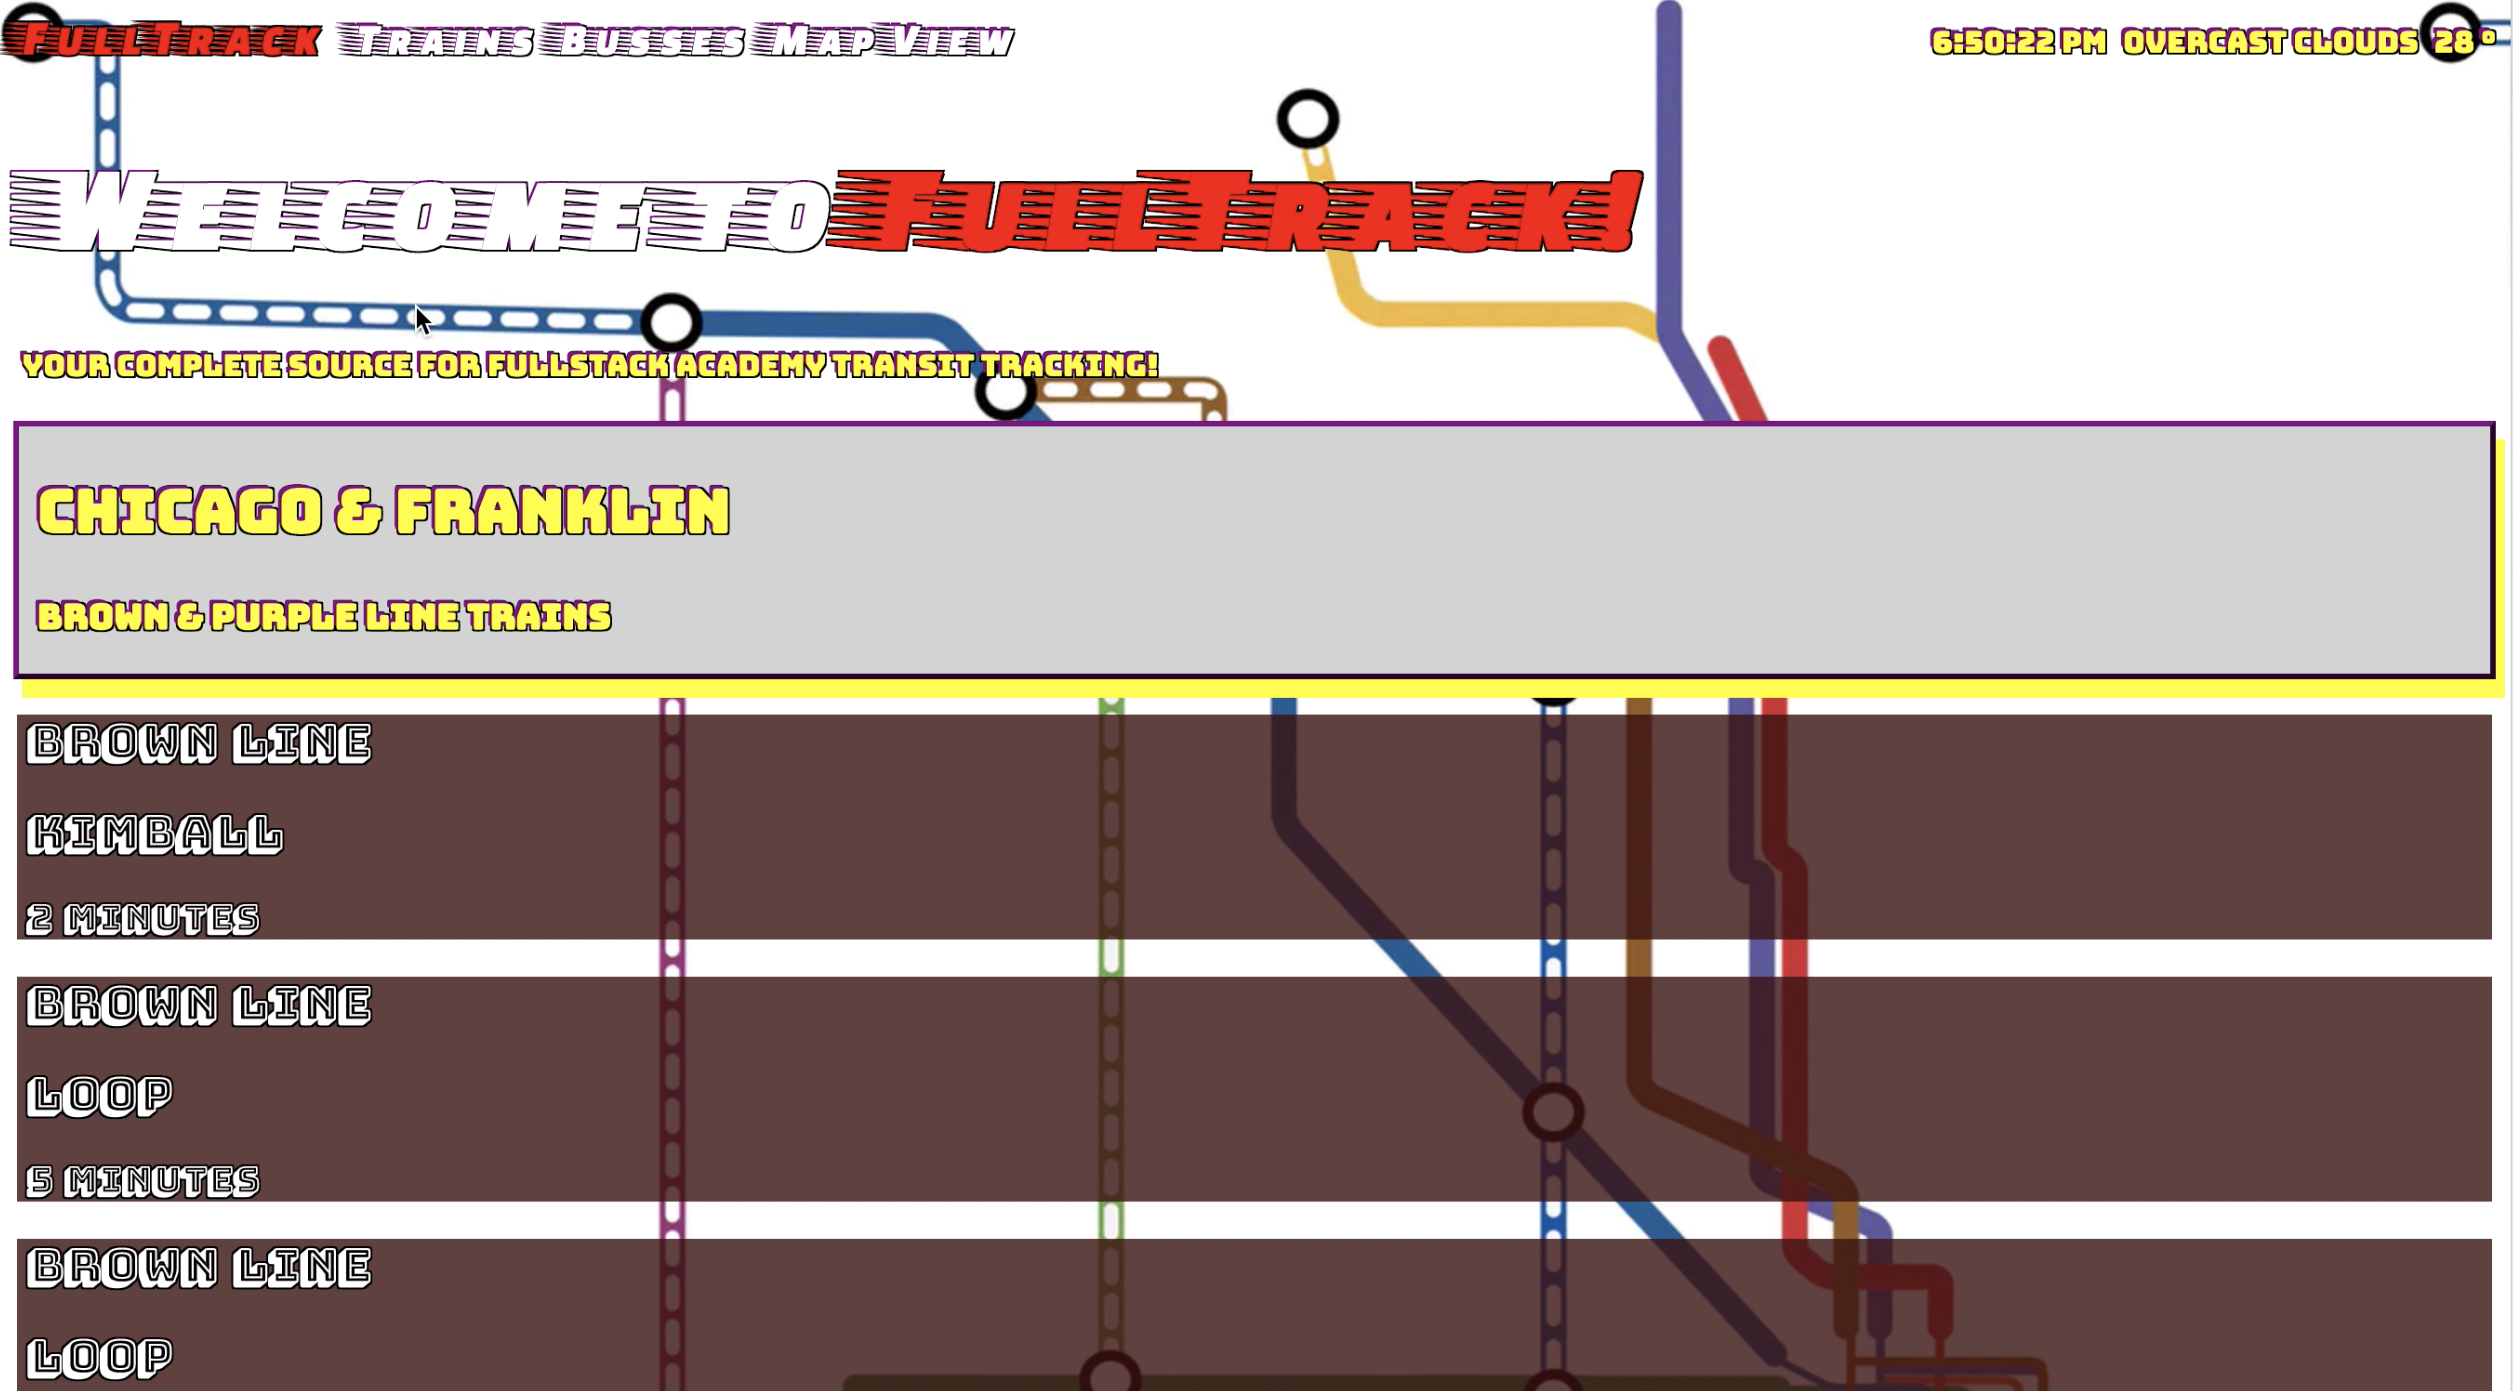 FullTrack Trains Busses Map View 6:50:22 PM OVERCAST CLOUDS 28 °
Welcome to FullTrack!
YOUR COMPLETE SOURCE FOR FULLSTACK ACADEMY TRANSIT TRACKING!
CHICAGO & FRANKLIN
BROWN & PURPLE LINE TRAINS
BROWN LINE
KIMBALL
2 MINUTES
BROWN LINE
LOOP
5 MINUTES
BROWN LINE
LOOP